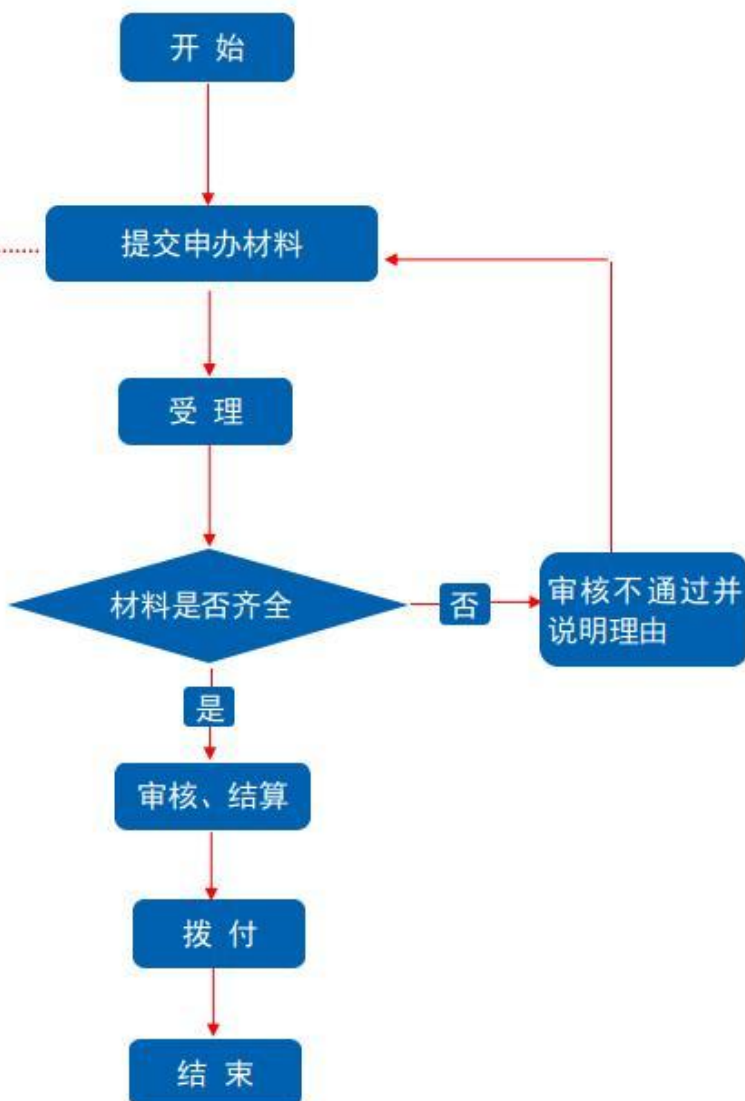 开 始
提交申办材料
受 理
材料是否齐全
否
审核不通过并
说明理由
是
审核、结算
拨 付
结 束